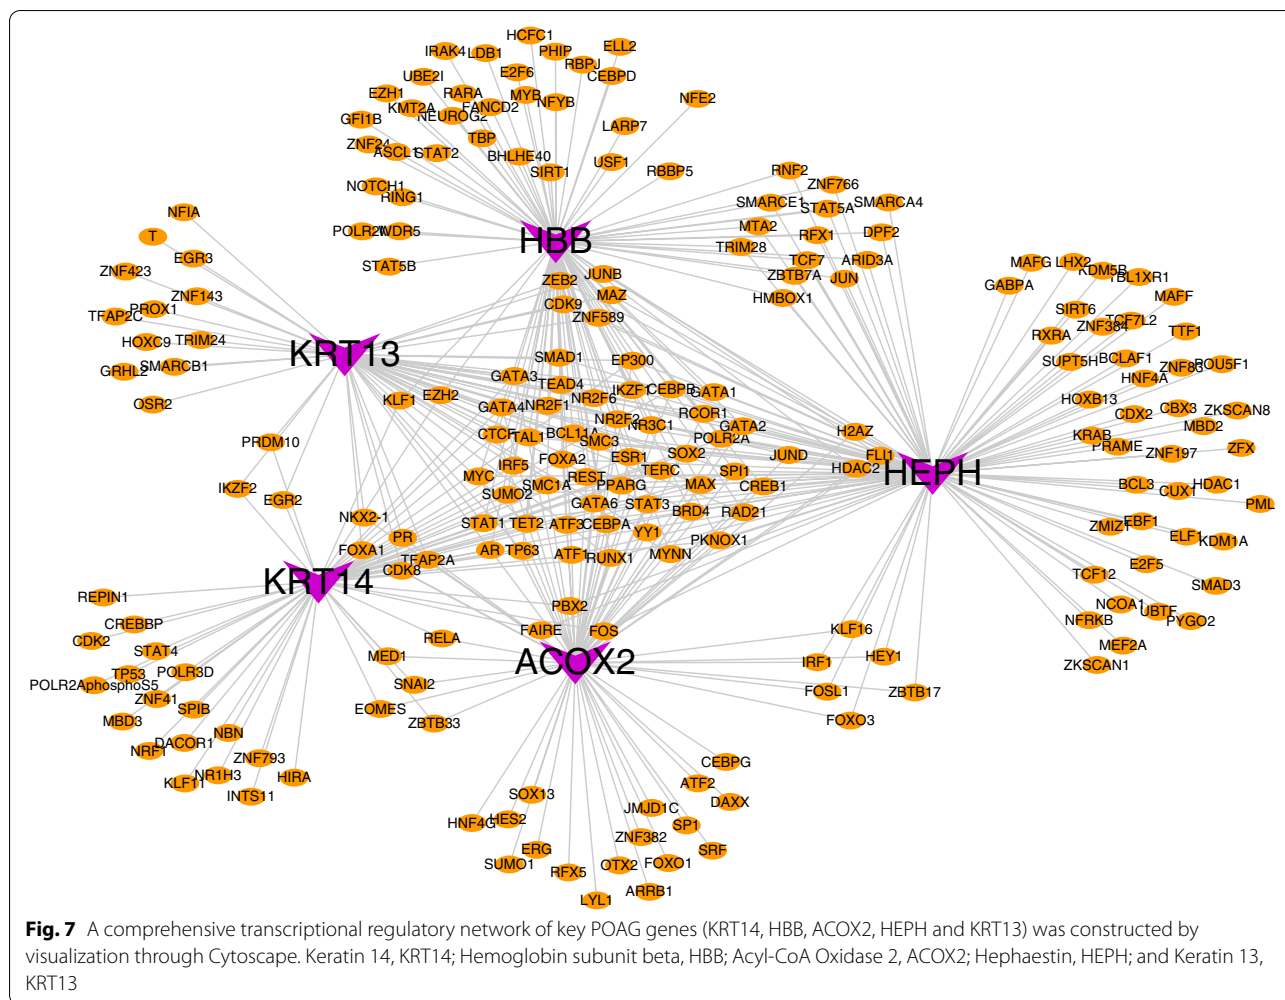 HCFC1
IRAK4 LDB1 PHIP ELL2
RBPJ
UBE2I E2F6 CEBPD
EZH1 RARA MYB NFYB NFE2
KMT2A NEUROG2 FANCD2
GFI1B LARP7
ZNF24 ASCL1 STAT2 TBP
BHLHE40 USF1
SIRT1 RBBP5
NOTCH1 RING1
POLR2A WDR5
STAT5B
HBB
RNF2
ZNF766
SMARCE1 STAT5A SMARCA4
MTA2 RFX1 DPF2
TRIM28 TCF7 ARID3A
ZBTB7A JUN
HMBOX1
NFIA
T
EGR3
ZNF423
ZNF143
TFAP2C PROX1
HOXC9 TRIM24
GRHL2 SMARCB1
OSR2
KRT13
ZEB2 JUNB
CDK9 MAZ
ZNF589
SMAD1 EP300
GATA3 TEAD4 IKZF1 CEBPB GATA1
KLF1 EZH2
GATA4 NR2F1 NR2F6 RCOR1
NR2F2 NR3C1 GATA2
CTCF TAL1 BCL11A SMC3 POLR2A
FOXA2 ESR1 SOX2 JUND
MYC IRF5 REST TERC SPI1
SUMO2 SMC1A PPARG MAX CREB1
GATA6 STAT3 BRD4 RAD21
STAT1 TET2 ATF3 CEBPA YY1
AR TP63 ATF1 RUNX1 MYNN PKNOX1
H2AZ
FLI1
HDAC2
HEPH
MAFG LHX2 KDM5B TBL1XR1
GABPA MAFF
SIRT6 TCF7L2
RXRA ZNF384 TTF1
SUPT5H BCLAF1 ZNF83 POU5F1
HNF4A
HOXB13 CBX3 ZKSCAN8
CDX2 MBD2
KRAB PRAME ZNF197 ZFX
BCL3 CUX1 HDAC1
PML
ZMIZ1 EBF1
ELF1 KDM1A
TCF12 E2F5
SMAD3
NCOA1 UBTF PYGO2
NFRKB
MEF2A
ZKSCAN1
PRDM10
IKZF2 EGR2
NKX2-1
PR
FOXA1 TFAP2A
CDK8
KRT14
REPIN1
CREBBP
CDK2 STAT4
TP53 POLR3D
POLR2AphosphoS5
ZNF41 SPIB
MBD3
NRF1 DACOR1 NBN
ZNF793
KLF11 NR1H3 HIRA
INTS11
PBX2
FAIRE FOS
RELA
MED1
SNAI2
EOMES
ZBTB33
ACOX2
KLF16
IRF1 HEY1
FOSL1 ZBTB17
FOXO3
CEBPG
ATF2
DAXX
SOX13 JMJD1C
HNF4G HES2 SP1
ZNF382
ERG SRF
SUMO1 RFX5 OTX2 FOXO1
LYL1 ARRB1
Fig. 7 A comprehensive transcriptional regulatory network of key POAG genes (KRT14, HBB, ACOX2, HEPH and KRT13) was constructed by
visualization through Cytoscape. Keratin 14, KRT14; Hemoglobin subunit beta, HBB; Acyl-CoA Oxidase 2, ACOX2; Hephaestin, HEPH; and Keratin 13,
KRT13